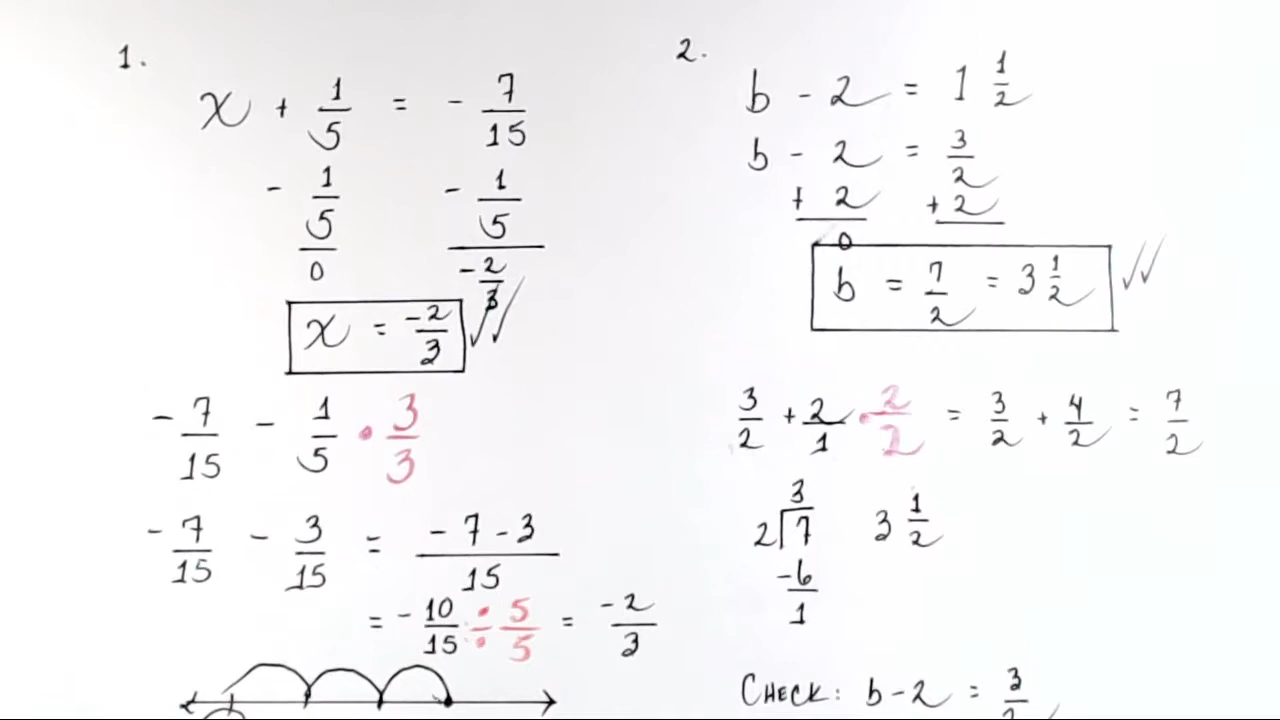 1.
x + 1/5 = - 7/15
- 1/5 - 1/5
0 -2/3
x = -2/3
- 7/15 - 1/5 · 3/3
- 7/15 - 3/15 = -7-3/15
= - 10/15 ÷ 5/5 = -2/3
2.
b - 2 = 1 1/2
b - 2 = 3/2
+ 2 + 2
0
b = 7/2 = 3 1/2
3/2 + 2/1 · 2/2 = 3/2 + 4/2 = 7/2
3
2 7 3 1/2
-6
1
CHECK: b - 2 = 3/2